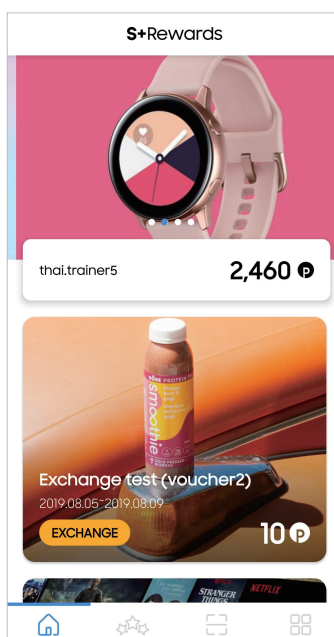 S+Rewards
thai.trainer5
2,460 P
PROTEIN
smoothie
Exchange test (voucher2)
2019.08.05~2019.08.09
EXCHANGE
10 P
STRANGER
THINGS
NETFLIX